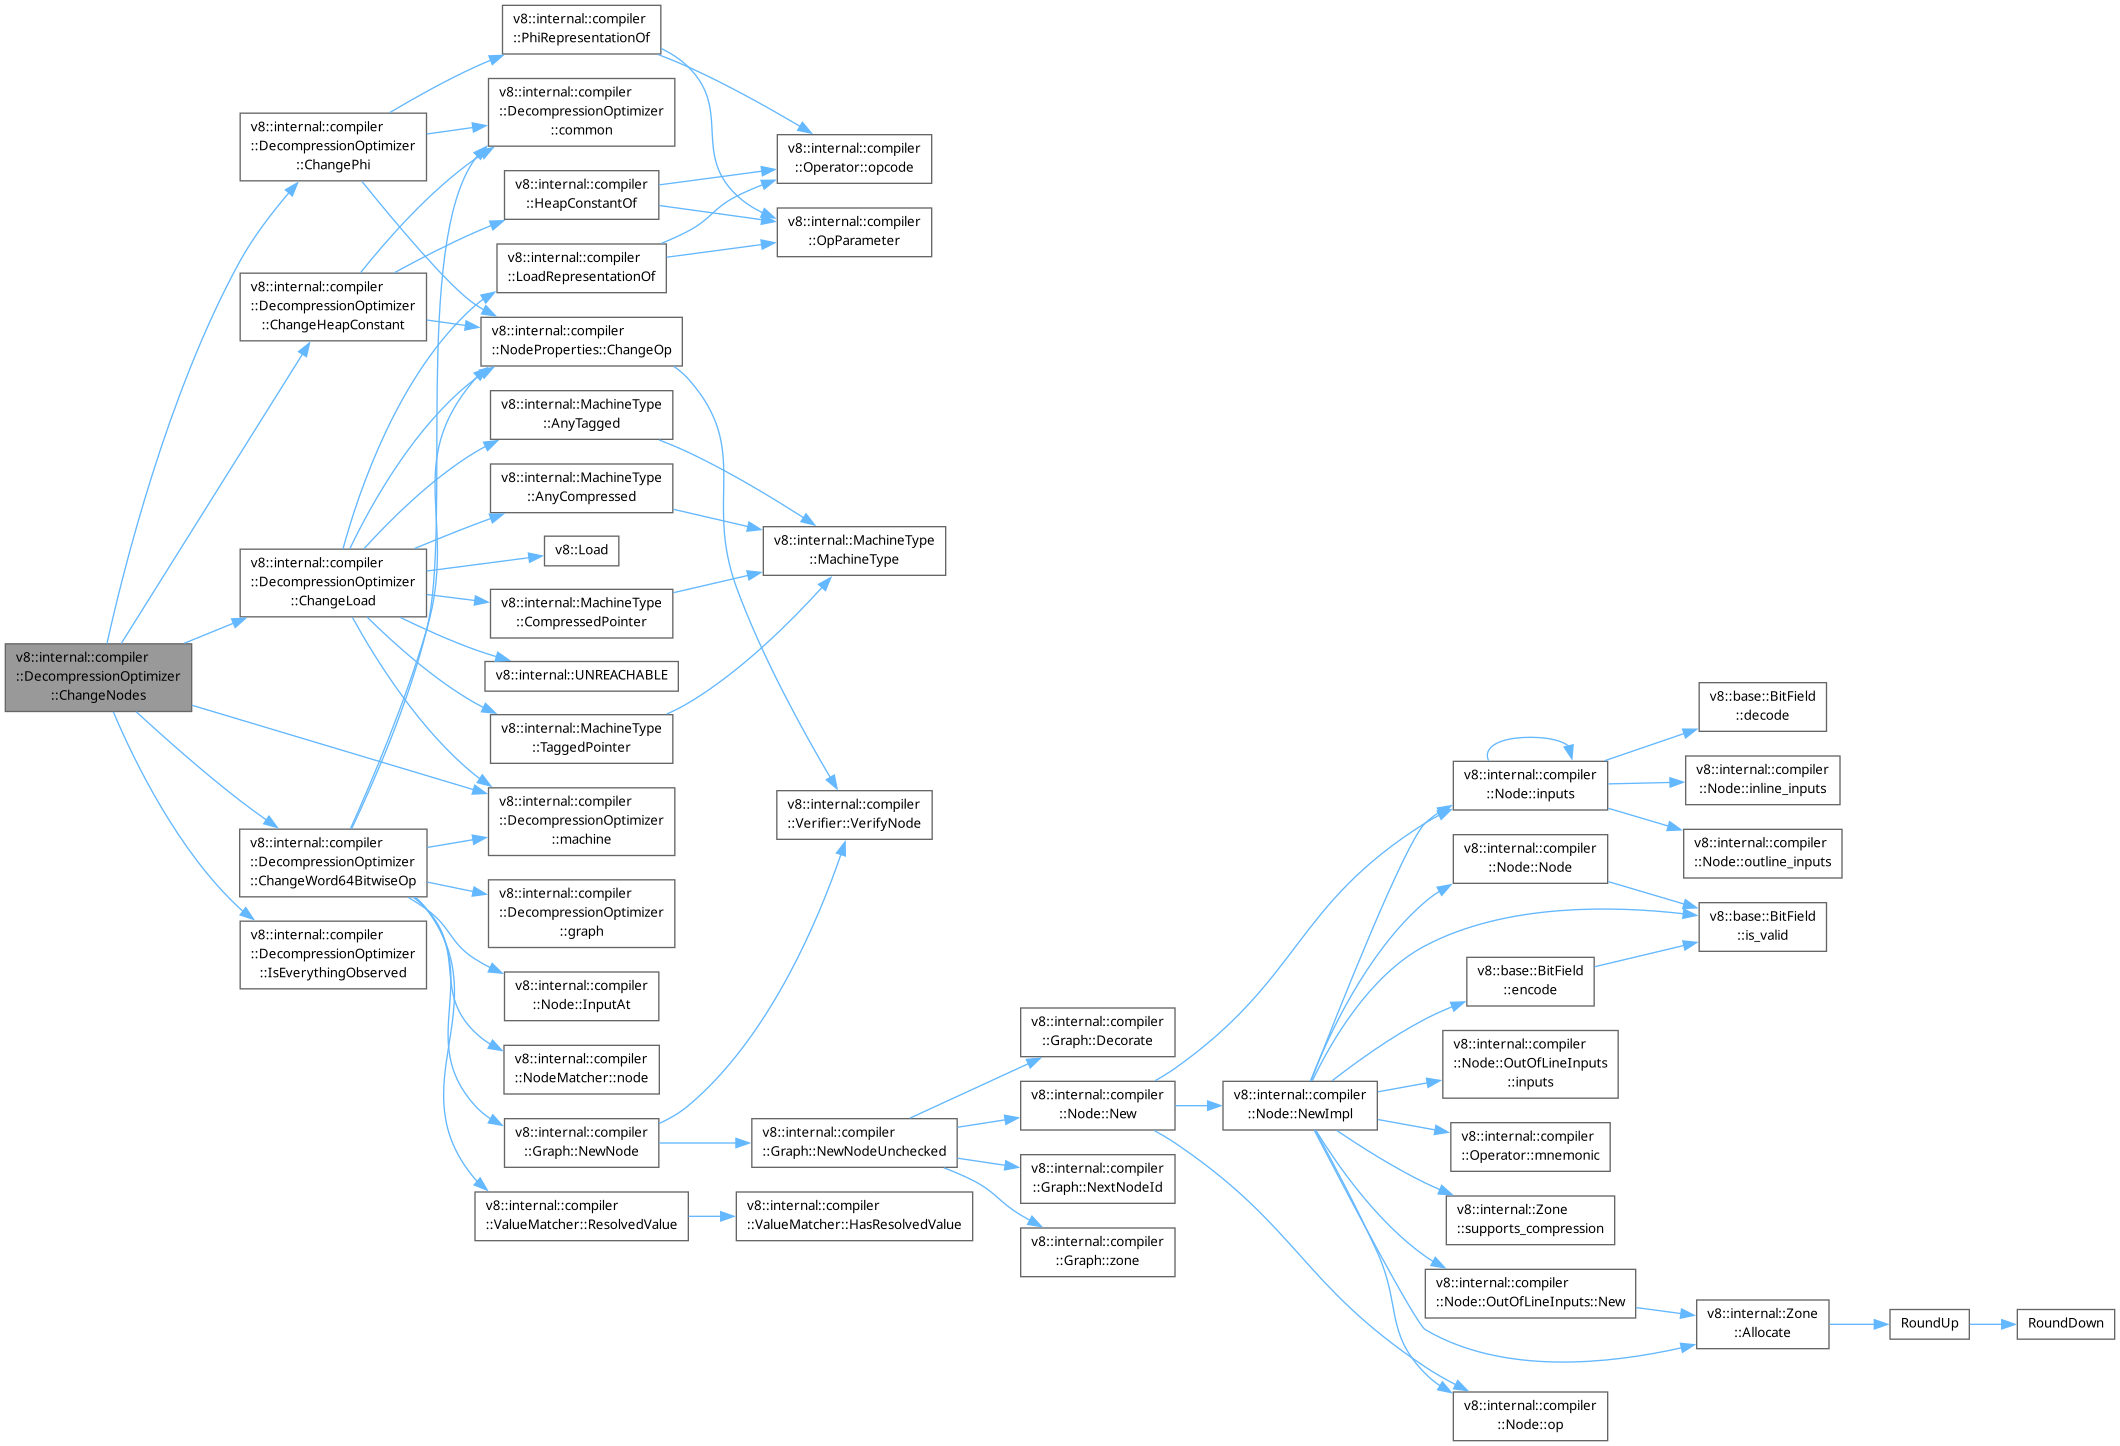 v8::internal::compiler
::DecompressionOptimizer
::ChangeNodes
v8::internal::compiler
::DecompressionOptimizer
::ChangePhi
v8::internal::compiler
::DecompressionOptimizer
::ChangeHeapConstant
v8::internal::compiler
::DecompressionOptimizer
::ChangeLoad
v8::internal::compiler
::DecompressionOptimizer
::ChangeWord64BitwiseOp
v8::internal::compiler
::DecompressionOptimizer
::IsEverythingObserved
v8::internal::compiler
::PhiRepresentationOf
v8::internal::compiler
::DecompressionOptimizer
::common
v8::internal::compiler
::HeapConstantOf
v8::internal::compiler
::LoadRepresentationOf
v8::internal::compiler
::NodeProperties::ChangeOp
v8::internal::MachineType
::AnyTagged
v8::internal::MachineType
::AnyCompressed
v8::Load
v8::internal::MachineType
::CompressedPointer
v8::internal::UNREACHABLE
v8::internal::MachineType
::TaggedPointer
v8::internal::compiler
::DecompressionOptimizer
::machine
v8::internal::compiler
::DecompressionOptimizer
::graph
v8::internal::compiler
::Node::InputAt
v8::internal::compiler
::NodeMatcher::node
v8::internal::compiler
::Graph::NewNode
v8::internal::compiler
::ValueMatcher::ResolvedValue
v8::internal::compiler
::Operator::opcode
v8::internal::compiler
::OpParameter
v8::internal::MachineType
::MachineType
v8::internal::compiler
::Verifier::VerifyNode
v8::internal::compiler
::Graph::NewNodeUnchecked
v8::internal::compiler
::ValueMatcher::HasResolvedValue
v8::internal::compiler
::Graph::Decorate
v8::internal::compiler
::Node::New
v8::internal::compiler
::Graph::NextNodeId
v8::internal::compiler
::Graph::zone
v8::internal::compiler
::Node::NewImpl
v8::internal::compiler
::Node::inputs
v8::internal::compiler
::Node::Node
v8::base::BitField
::encode
v8::internal::compiler
::Node::OutOfLineInputs
::inputs
v8::internal::compiler
::Operator::mnemonic
v8::internal::Zone
::supports_compression
v8::internal::compiler
::Node::OutOfLineInputs::New
v8::internal::compiler
::Node::op
v8::base::BitField
::decode
v8::internal::compiler
::Node::inline_inputs
v8::internal::compiler
::Node::outline_inputs
v8::base::BitField
::is_valid
v8::internal::Zone
::Allocate
RoundUp
RoundDown